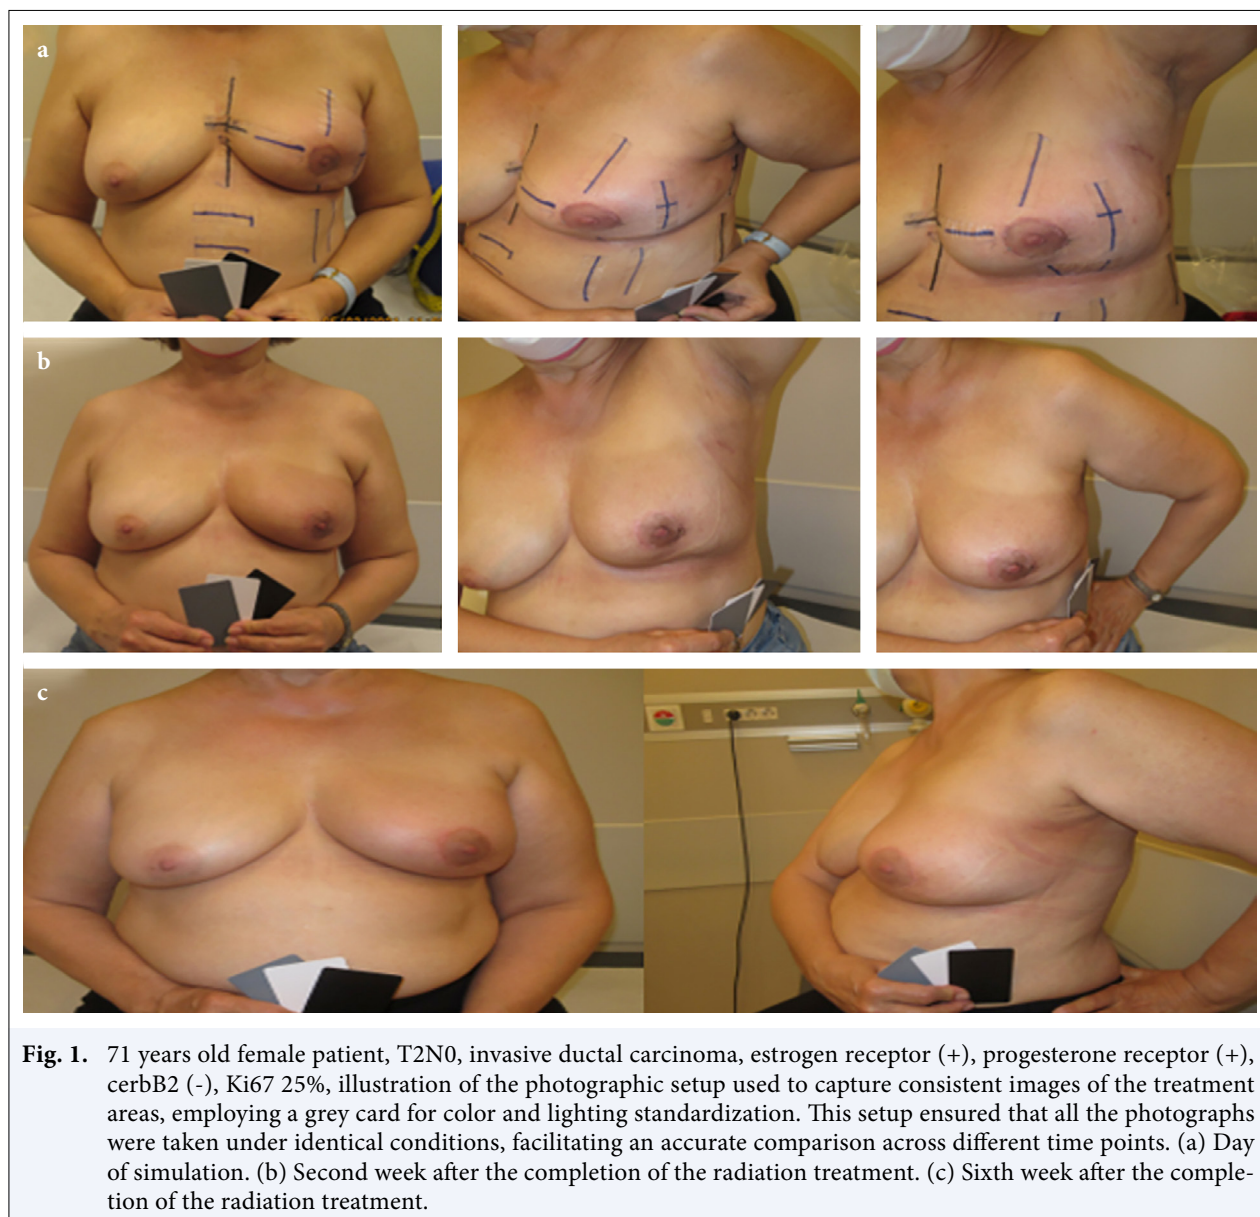 a
b
c
Fig. 1. 71 years old female patient, T2N0, invasive ductal carcinoma, estrogen receptor (+), progesterone receptor (+),
cerbB2 (-), Ki67 25%, illustration of the photographic setup used to capture consistent images of the treatment
areas, employing a grey card for color and lighting standardization. This setup ensured that all the photographs
were taken under identical conditions, facilitating an accurate comparison across different time points. (a) Day
of simulation. (b) Second week after the completion of the radiation treatment. (c) Sixth week after the comple-
tion of the radiation treatment.